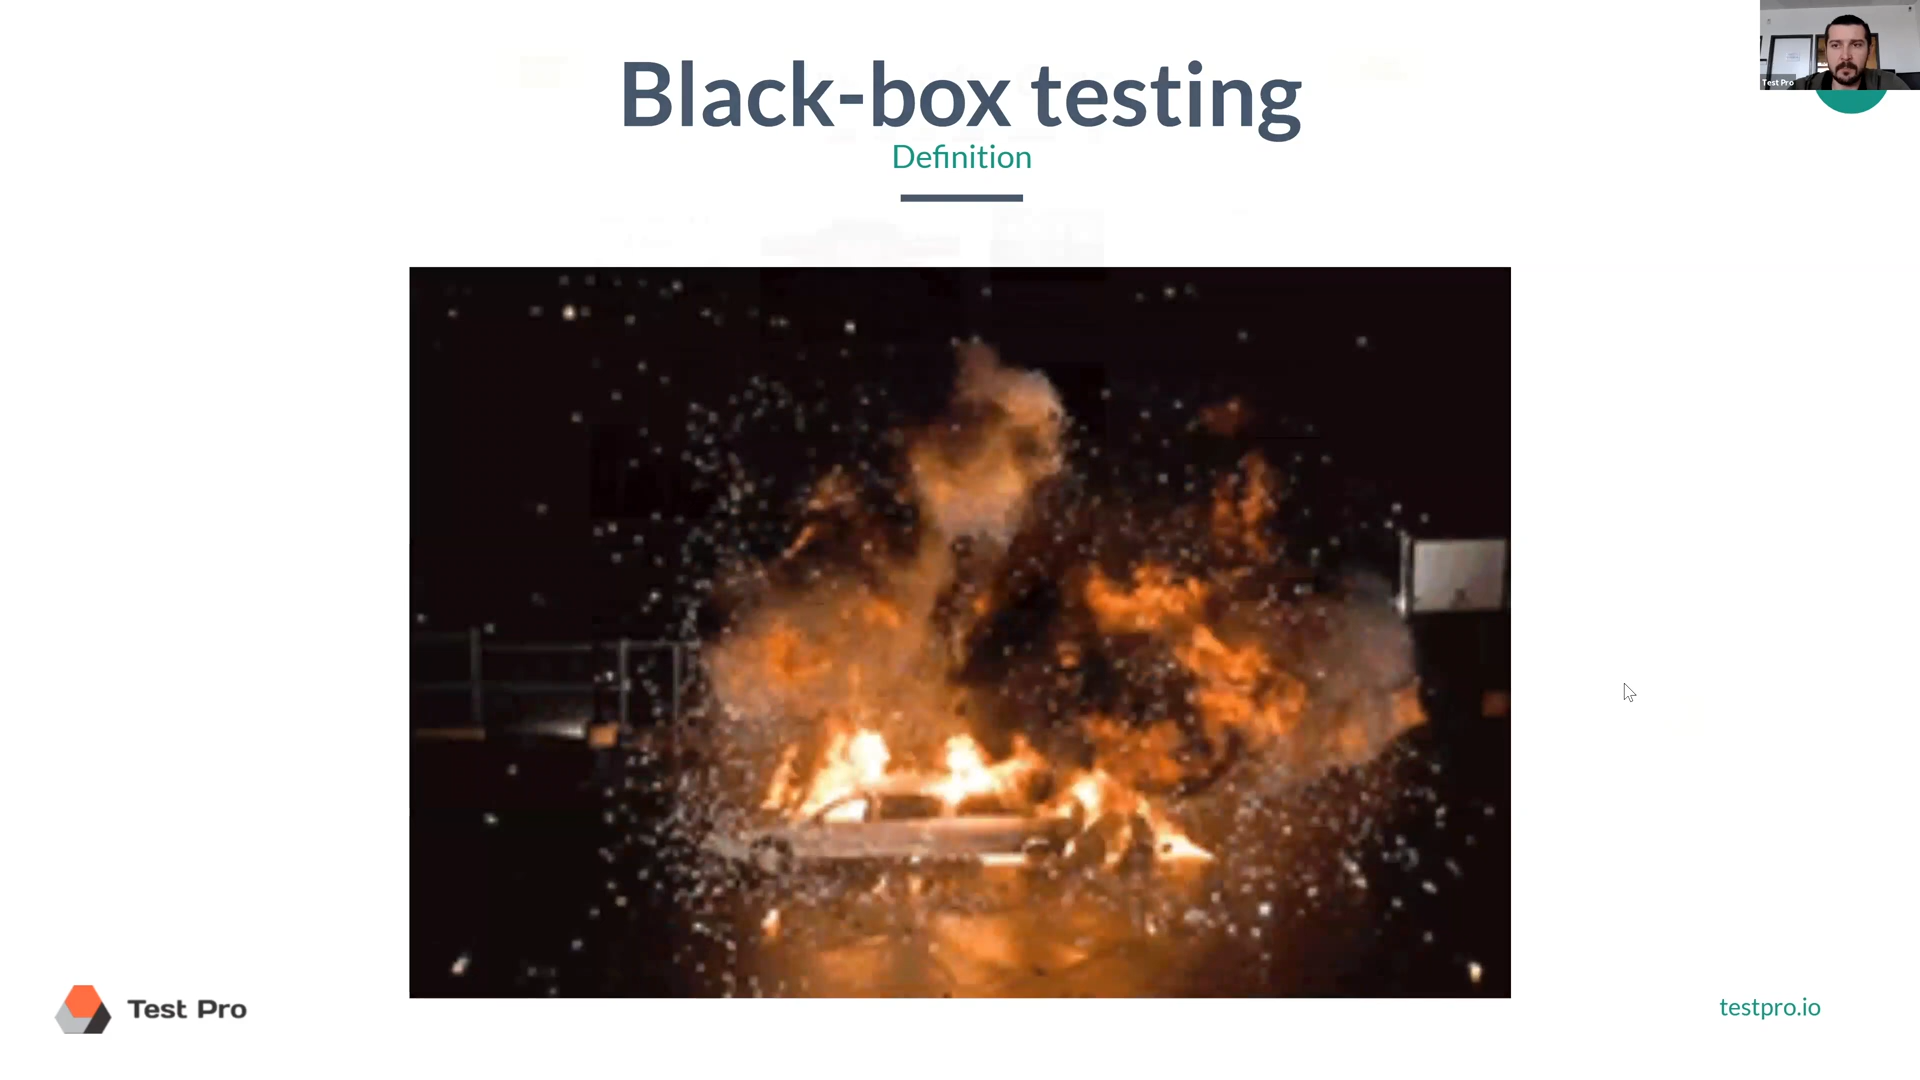 Black-box testing
Test Pro
Definition
Test Pro
testpro.io